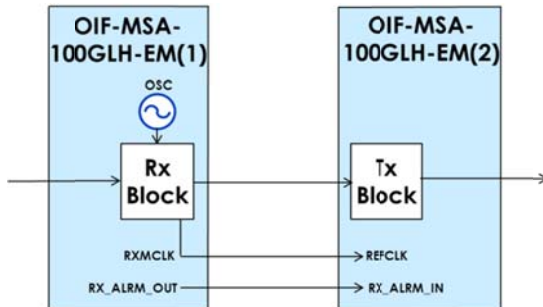 OIF-MSA-
100GLH-EM(1)
OIF-MSA-
100GLH-EM(2)
OSC
Rx
Block
Tx
Block
RXMCLK
REFCLK
RX_ALRM_OUT
RX_ALRM_IN